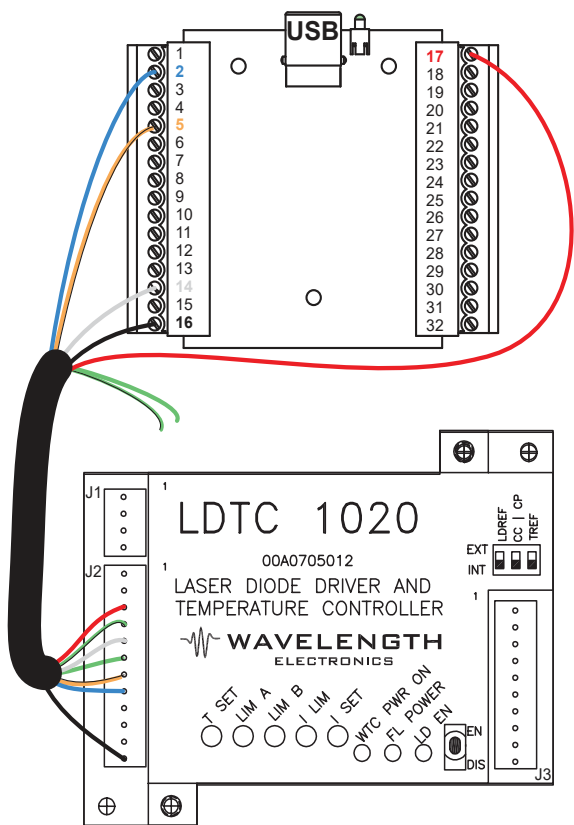 USB
1
2
3
4
5
6
7
8
9
10
11
12
13
14
15
16
17
18
19
20
21
22
23
24
25
26
27
28
29
30
31
32
J1
1
J2
1
LDTC 1020
00A0705012
LASER DIODE DRIVER AND
TEMPERATURE CONTROLLER
WAVELENGTH
ELECTRONICS
LDREF
CC | CP
TREF
EXT
INT
1
T SET
LIM A
LIM B
I LIM
I SET
WTC PWR ON
FL POWER
LD EN
EN
DIS
J3